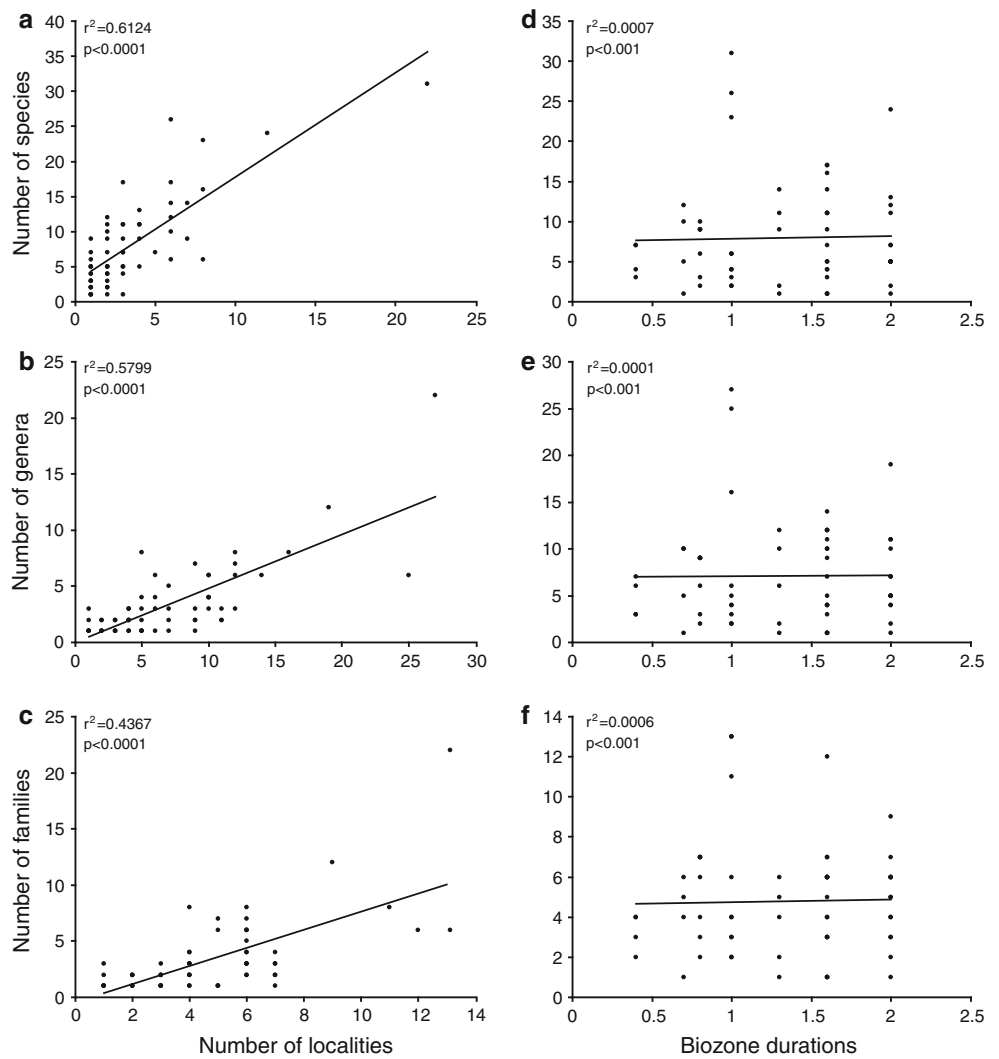 a
r²=0.6124
p<0.0001
Number of species
40
35
30
25
20
15
10
5
0
0 5 10 15 20 25
b
r²=0.5799
p<0.0001
Number of genera
25
20
15
10
5
0
0 5 10 15 20 25 30
c
r²=0.4367
p<0.0001
Number of families
25
20
15
10
5
0
0 2 4 6 8 10 12 14
Number of localities
d
r²=0.0007
p<0.001
35
30
25
20
15
10
5
0
0 0.5 1 1.5 2 2.5
e
r²=0.0001
p<0.001
30
25
20
15
10
5
0
0 0.5 1 1.5 2 2.5
f
r²=0.0006
p<0.001
14
12
10
8
6
4
2
0
0 0.5 1 1.5 2 2.5
Biozone durations